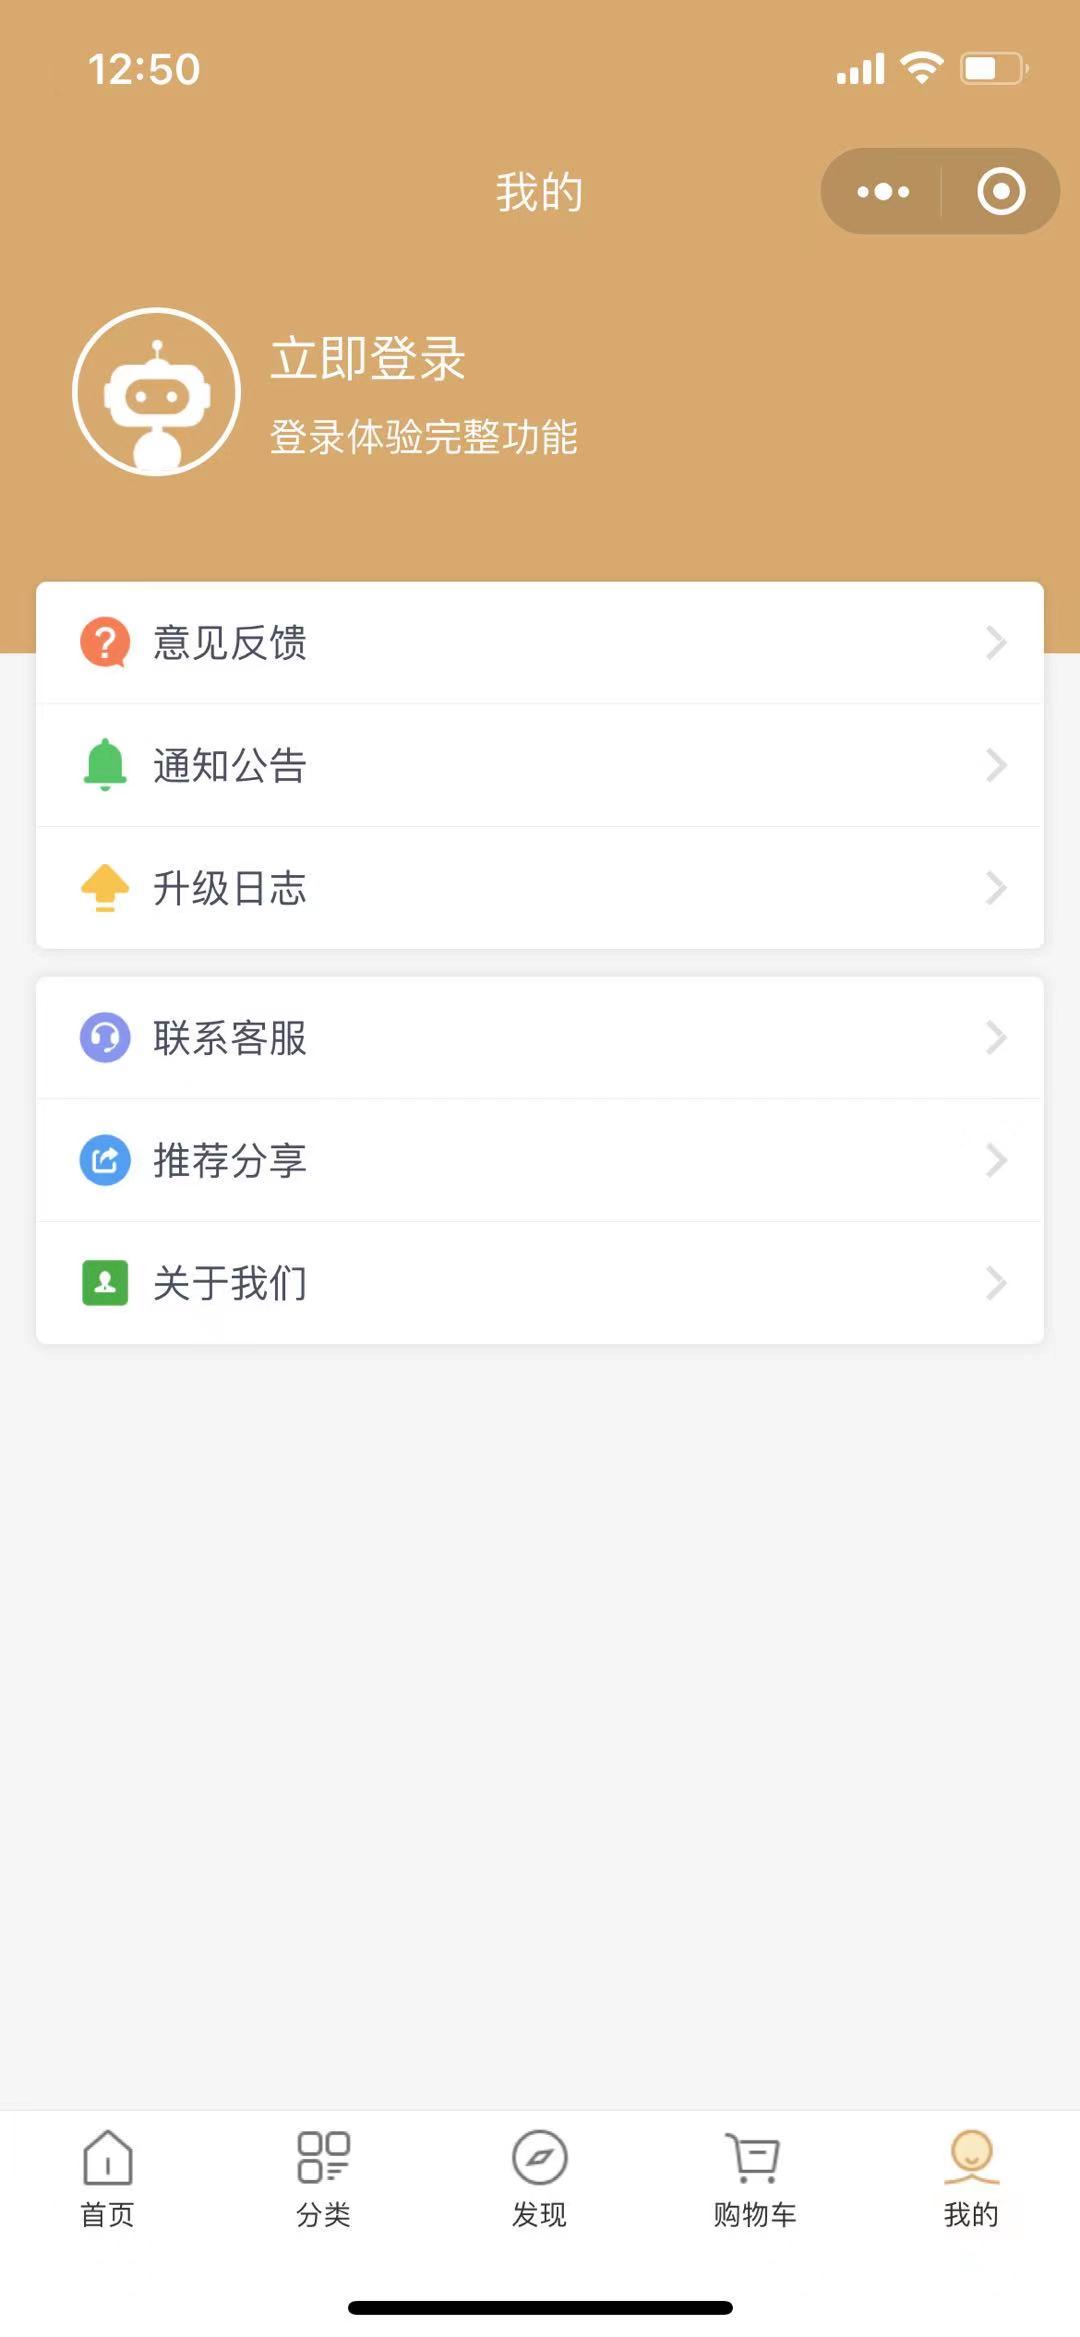 12:50
我的
立即登录
登录体验完整功能
意见反馈
通知公告
升级日志
联系客服
推荐分享
关于我们
首页
分类
发现
购物车
我的